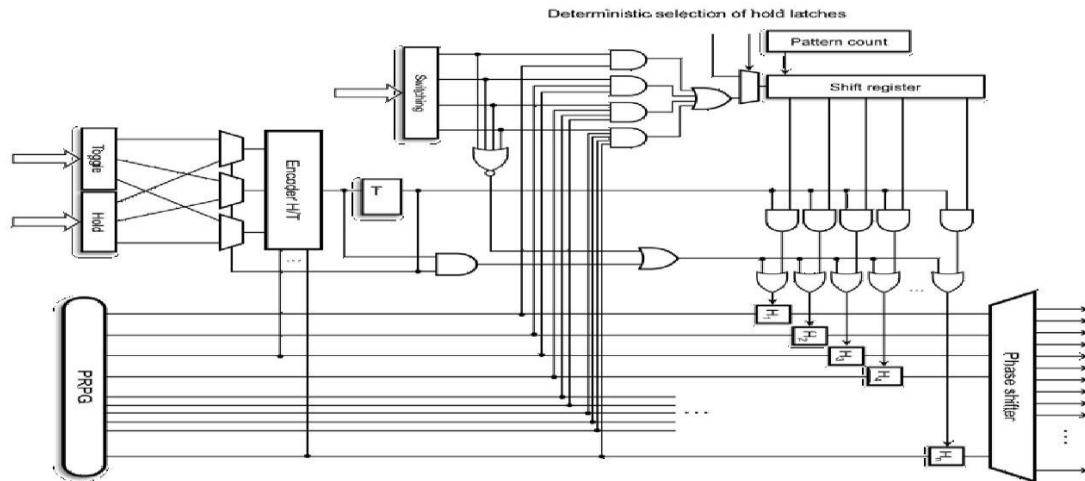 Deterministic selection of hold latches
Pattern count
Shift register
Switching
Toggle
Hold
Encoder H/T
T
...
...
...
...
H1
H2
H3
H4
Hn
PRPG
Phase shifter